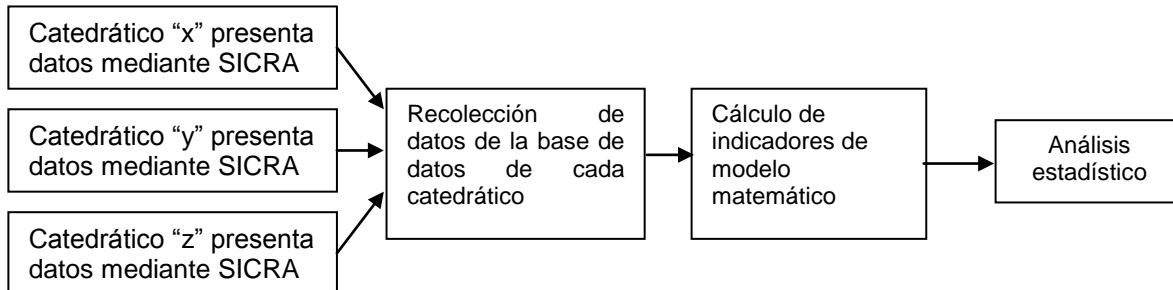 Catedrático “x” presenta
datos mediante SICRA
Catedrático “y” presenta
datos mediante SICRA
Catedrático “z” presenta
datos mediante SICRA
Recolección de
datos de la base de
datos de cada
catedrático
Cálculo de
indicadores de
modelo
matemático
Análisis
estadístico